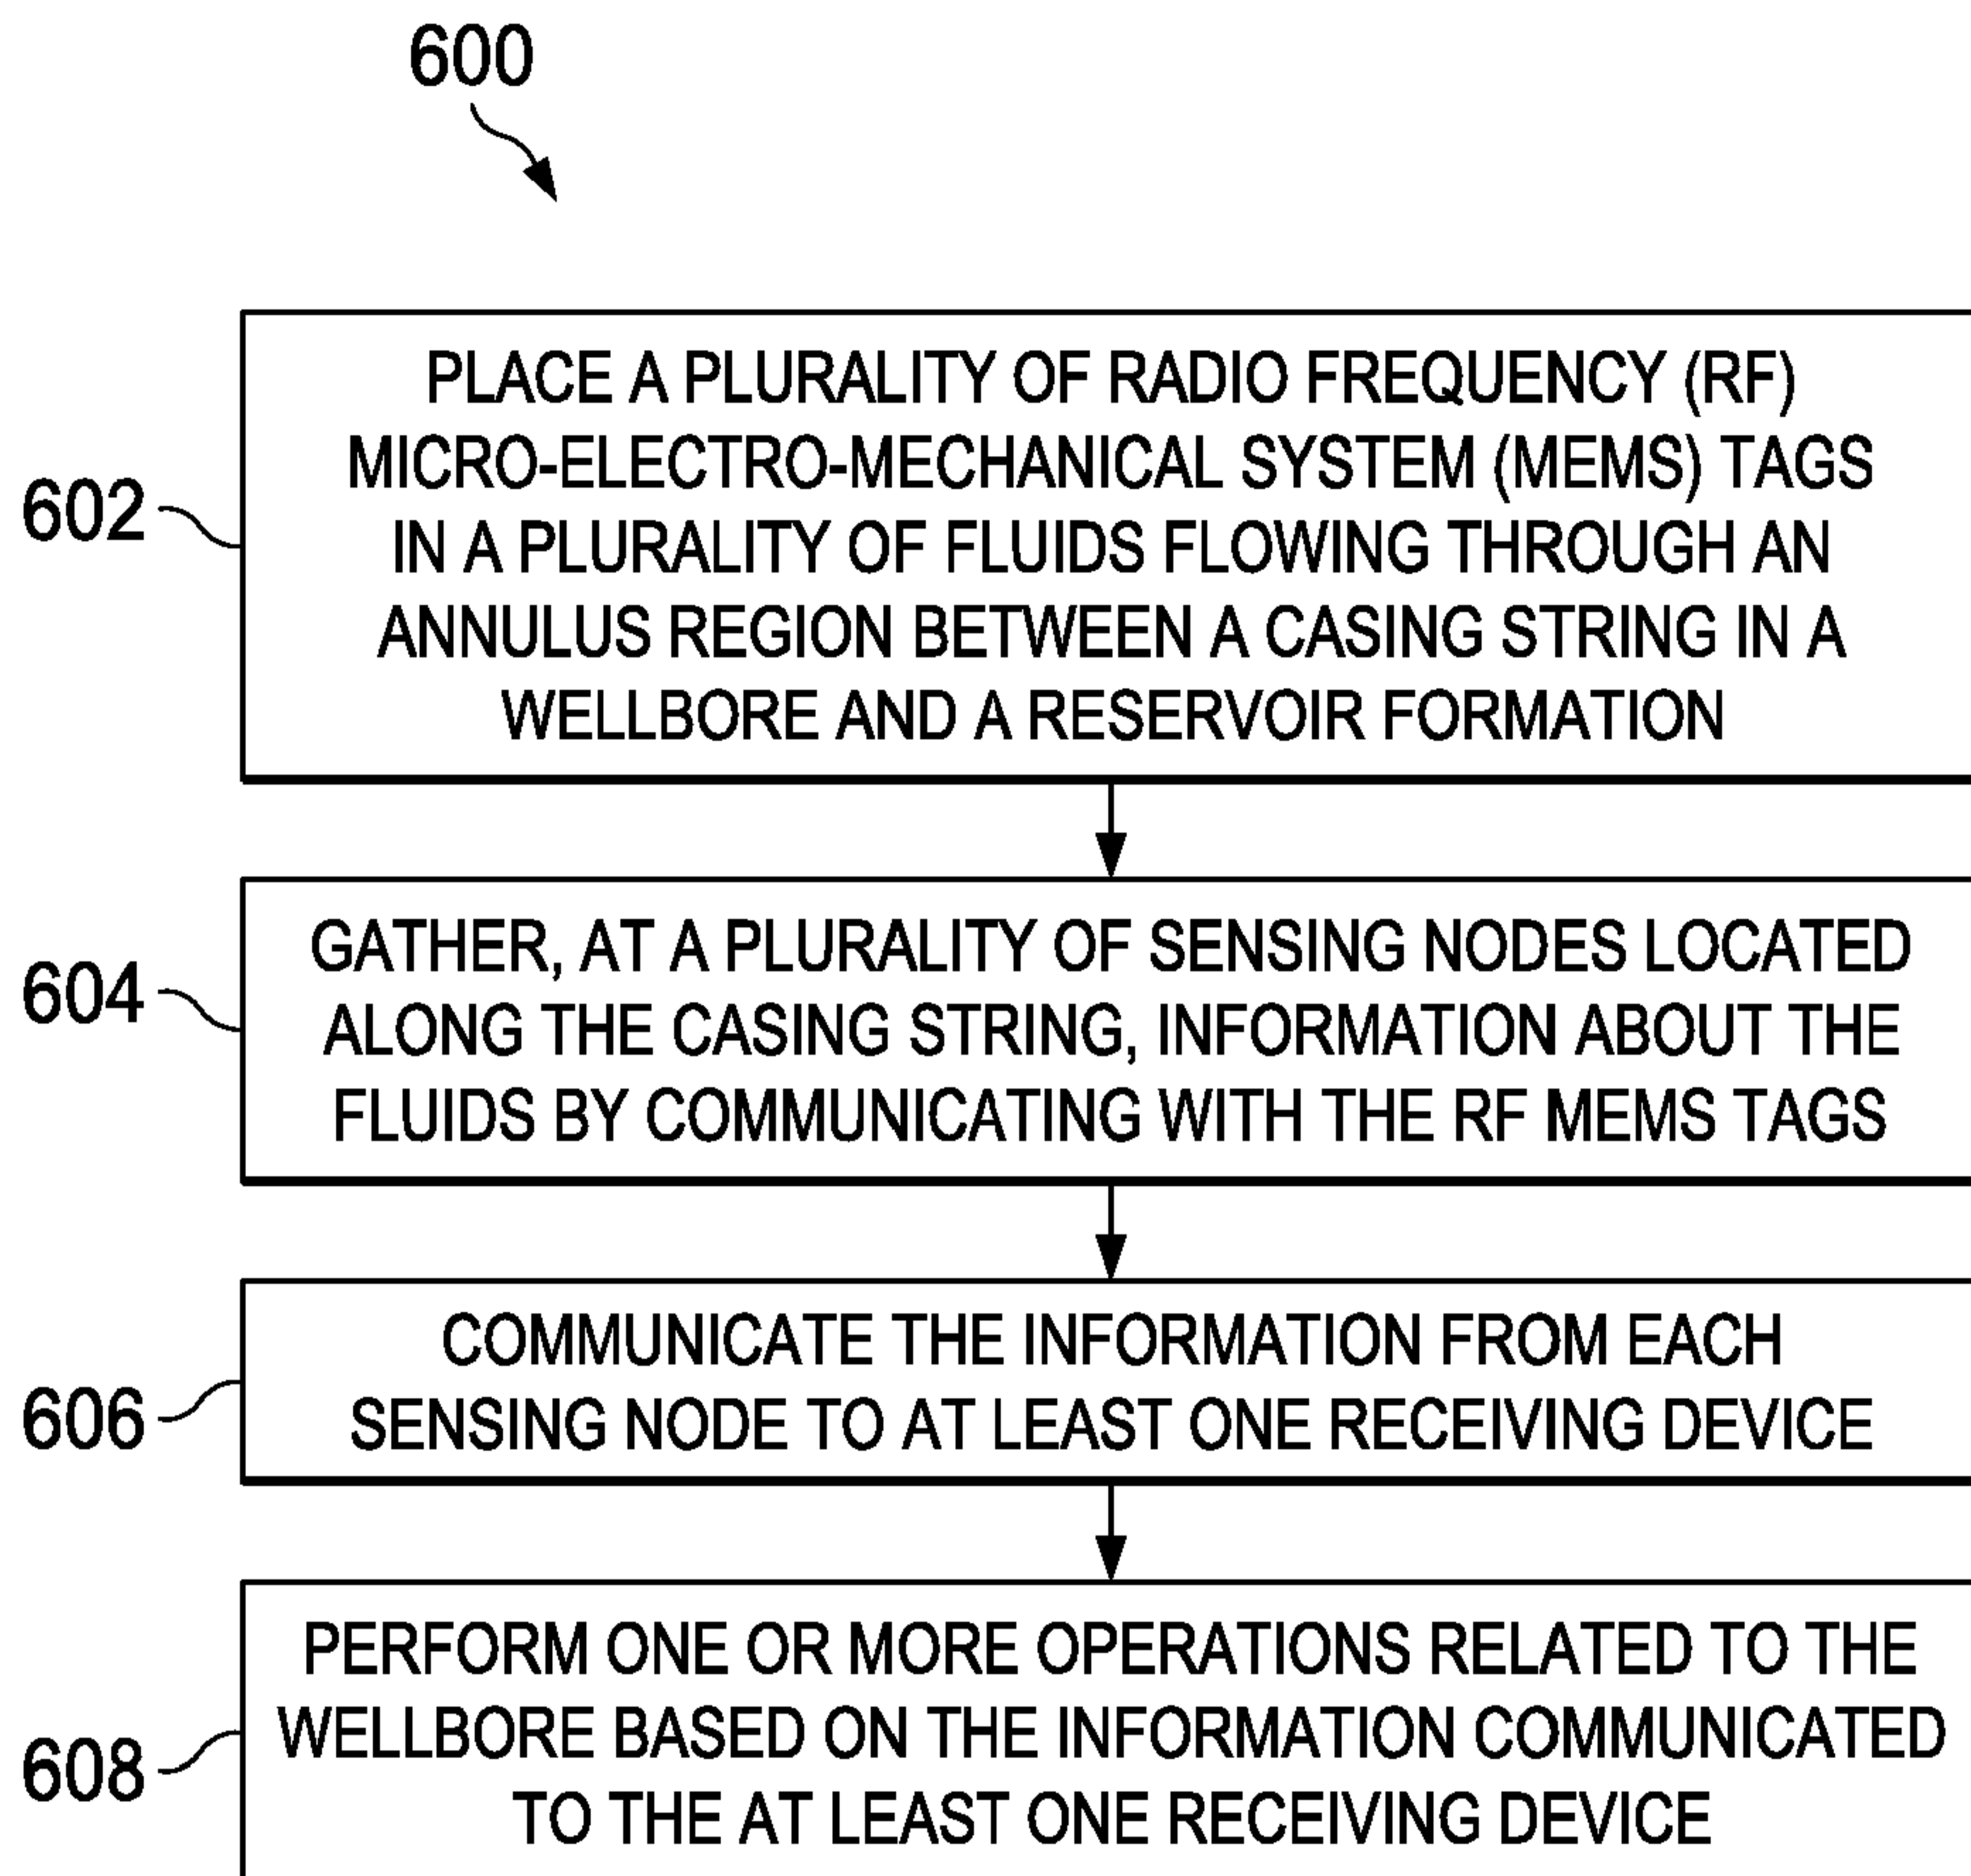 600
602
PLACE A PLURALITY OF RADIO FREQUENCY (RF)
MICRO-ELECTRO-MECHANICAL SYSTEM (MEMS) TAGS
IN A PLURALITY OF FLUIDS FLOWING THROUGH AN
ANNULUS REGION BETWEEN A CASING STRING IN A
WELLBORE AND A RESERVOIR FORMATION
604
GATHER, AT A PLURALITY OF SENSING NODES LOCATED
ALONG THE CASING STRING, INFORMATION ABOUT THE
FLUIDS BY COMMUNICATING WITH THE RF MEMS TAGS
606
COMMUNICATE THE INFORMATION FROM EACH
SENSING NODE TO AT LEAST ONE RECEIVING DEVICE
608
PERFORM ONE OR MORE OPERATIONS RELATED TO THE
WELLBORE BASED ON THE INFORMATION COMMUNICATED
TO THE AT LEAST ONE RECEIVING DEVICE